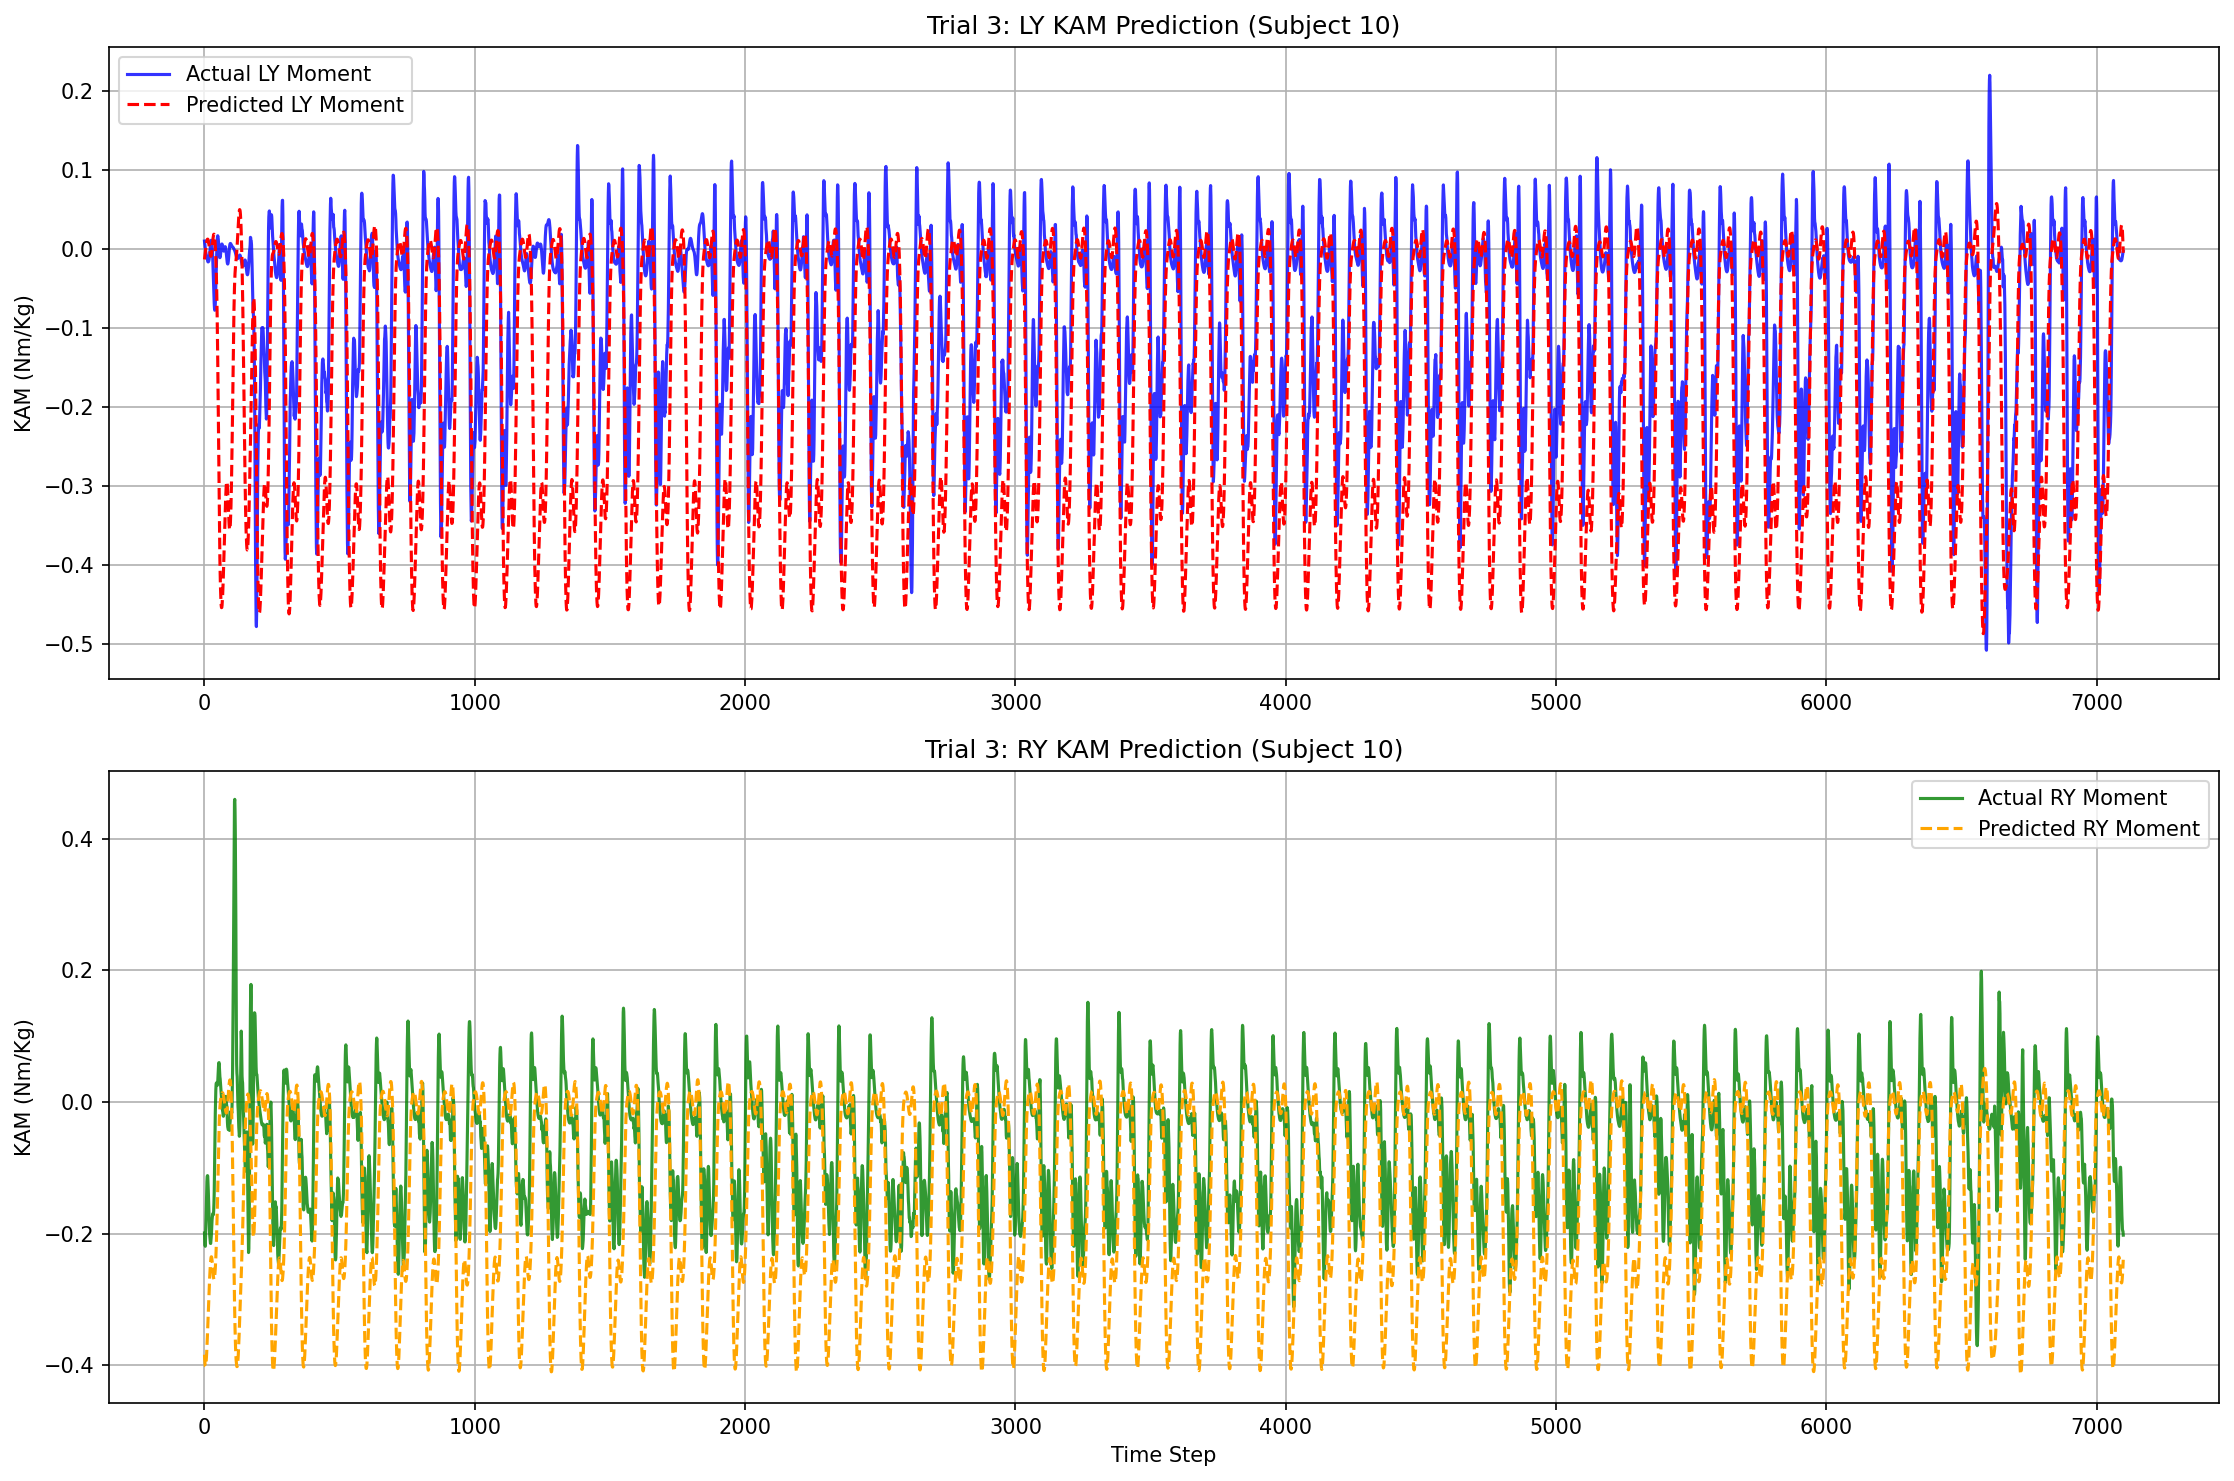 Trial 3: LY KAM Prediction (Subject 10)
Actual LY Moment
Predicted LY Moment
KAM (Nm/Kg)
0.2
0.1
0.0
−0.1
−0.2
−0.3
−0.4
−0.5
0 1000 2000 3000 4000 5000 6000 7000
Trial 3: RY KAM Prediction (Subject 10)
Actual RY Moment
Predicted RY Moment
KAM (Nm/Kg)
0.4
0.2
0.0
−0.2
−0.4
0 1000 2000 3000 4000 5000 6000 7000
Time Step